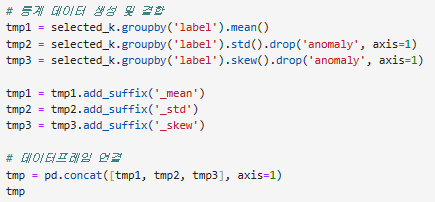 # 통계 데이터 생성 및 결합
tmp1 = selected_k.groupby('label').mean()
tmp2 = selected_k.groupby('label').std().drop('anomaly', axis=1)
tmp3 = selected_k.groupby('label').skew().drop('anomaly', axis=1)
tmp1 = tmp1.add_suffix('_mean')
tmp2 = tmp2.add_suffix('_std')
tmp3 = tmp3.add_suffix('_skew')
# 데이터프레임 연결
tmp = pd.concat([tmp1, tmp2, tmp3], axis=1)
tmp